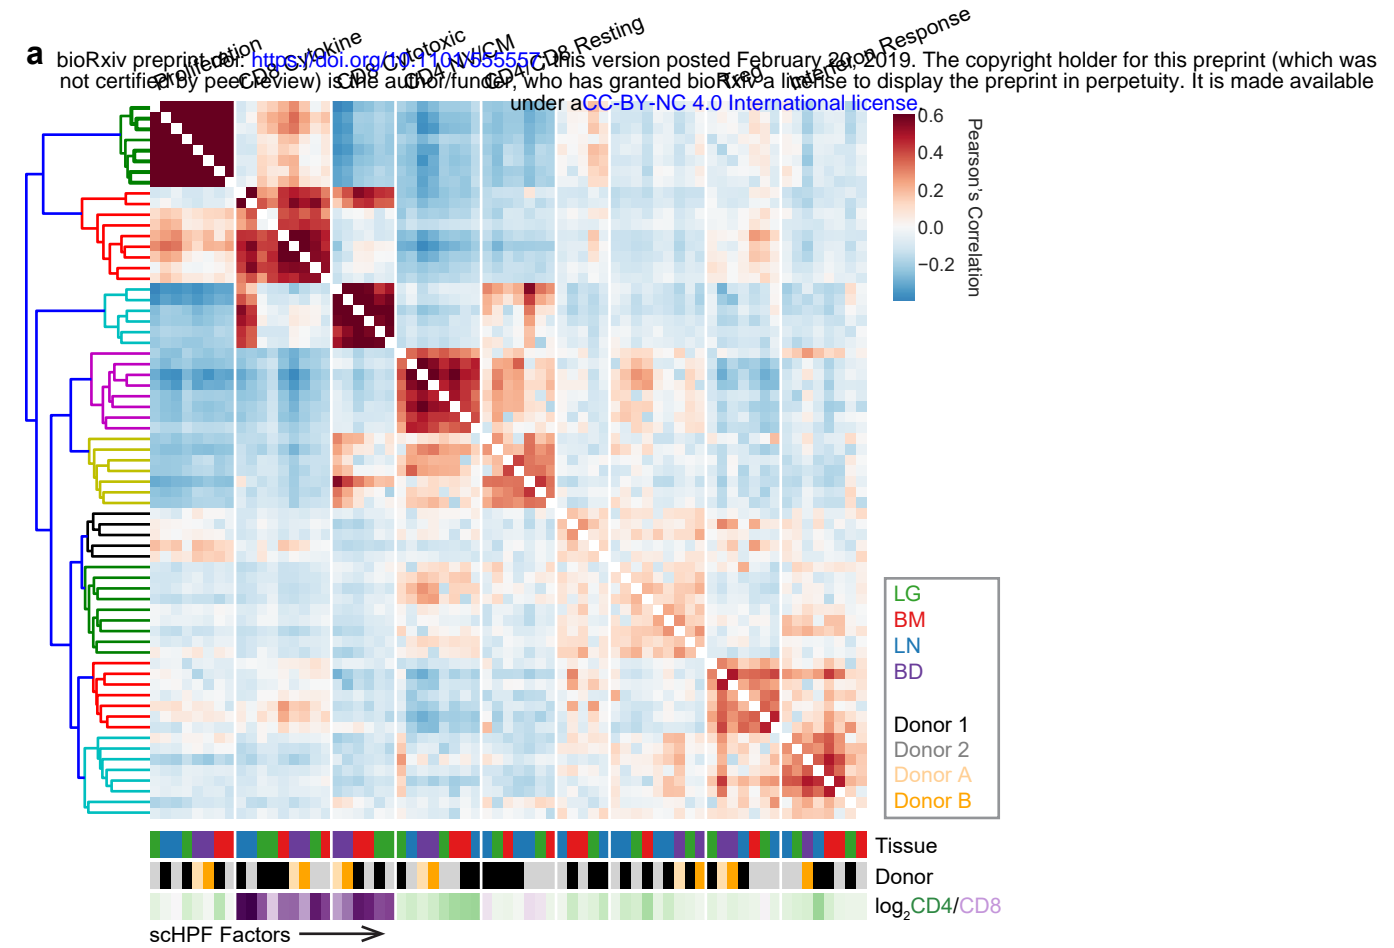 a
Proliferation
CD8 Cytokine
CD8 Cytotoxic
CD4 NV/CM
CD4/CD8 Resting
Treg
Interferon Response
bioRxiv preprint doi: https://doi.org/10.1101/555557; this version posted February 20, 2019. The copyright holder for this preprint (which was
not certified by peer review) is the author/funder, who has granted bioRxiv a license to display the preprint in perpetuity. It is made available
under aCC-BY-NC 4.0 International license.
0.6
0.4
0.2
0.0
−0.2
Pearson's Correlation
LG
BM
LN
BD
Donor 1
Donor 2
Donor A
Donor B
Tissue
Donor
log2CD4/CD8
scHPF Factors